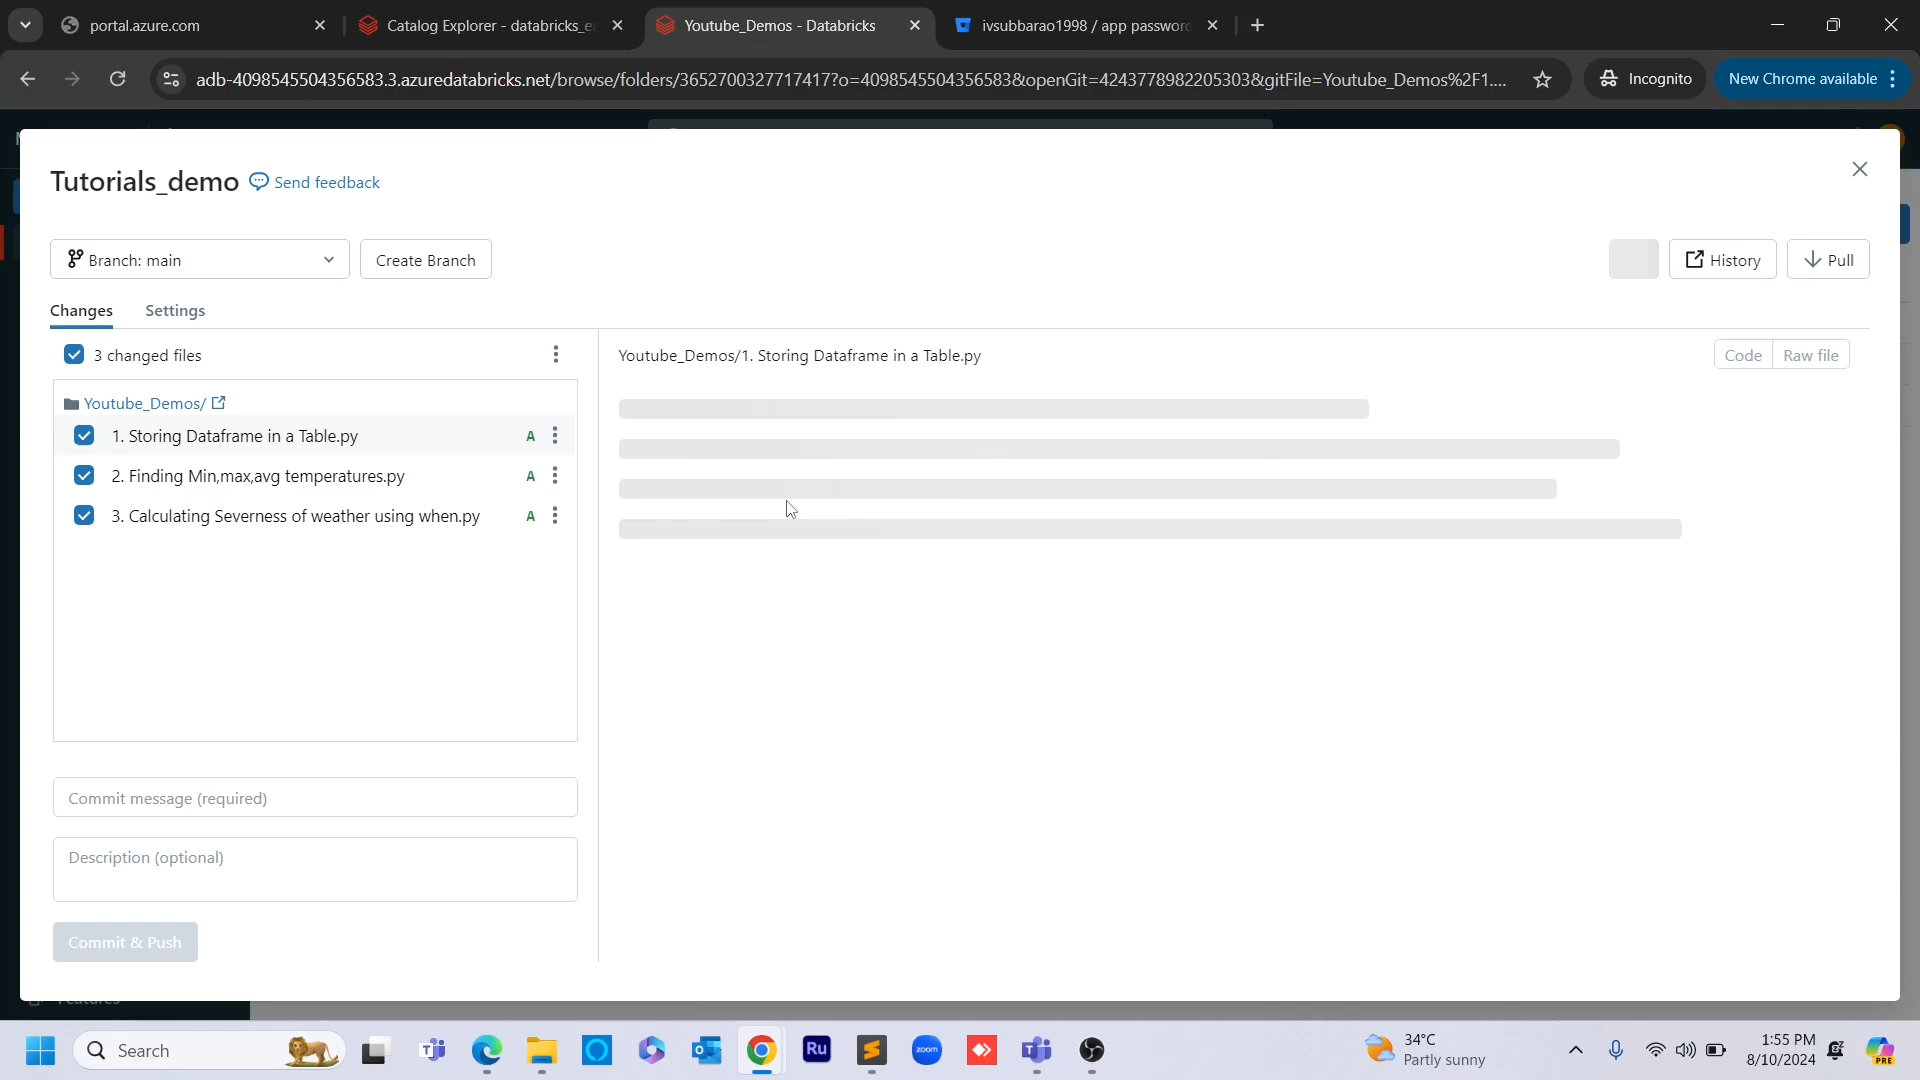 portal.azure.com
Catalog Explorer - databricks_e
Youtube_Demos - Databricks
ivsubbarao1998 / app password
adb-4098545504356583.3.azuredatabricks.net/browse/folders/3652700327717417?o=4098545504356583&openGit=4243778982205303&gitFile=Youtube_Demos%2F1....
Incognito
New Chrome available
Tutorials_demo
Send feedback
Branch: main
Create Branch
History
Pull
Changes
Settings
3 changed files
Youtube_Demos/1. Storing Dataframe in a Table.py
Code
Raw file
Youtube_Demos/
1. Storing Dataframe in a Table.py
A
2. Finding Min,max,avg temperatures.py
A
3. Calculating Severness of weather using when.py
A
Commit message (required)
Description (optional)
Commit & Push
Search
Ru
zoom
34°C
Partly sunny
1:55 PM
8/10/2024
PRE